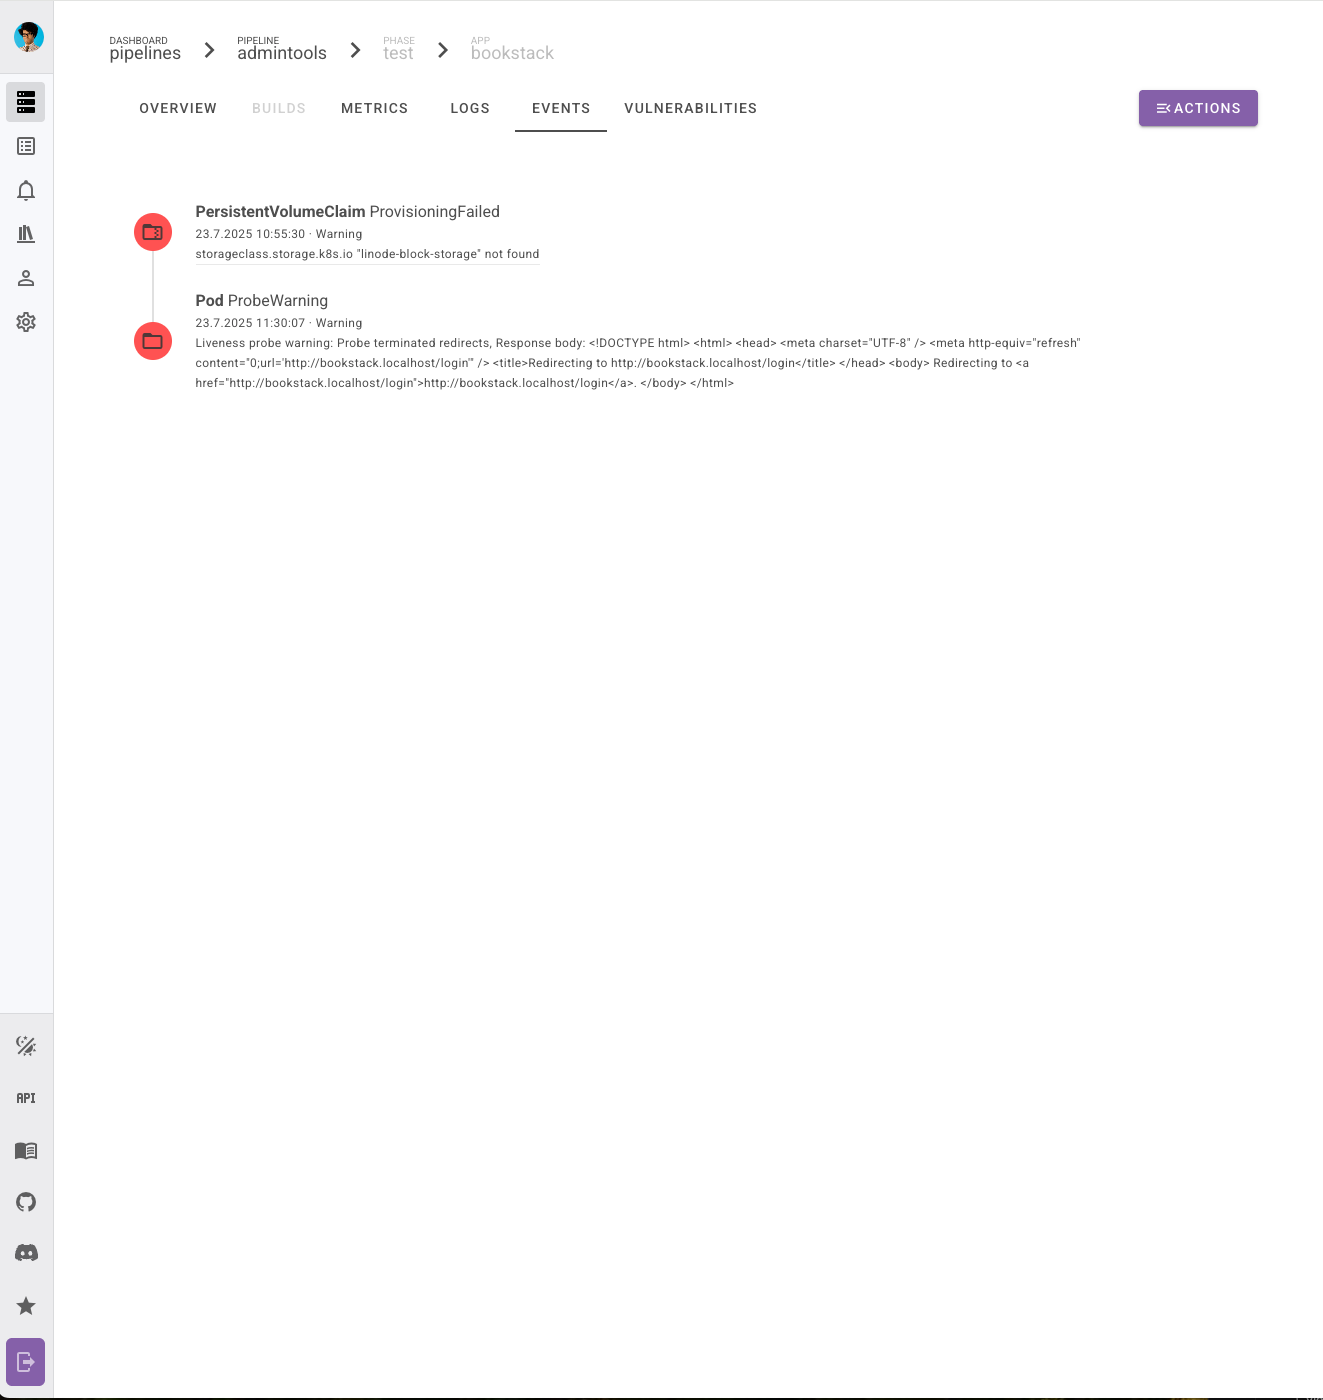 DASHBOARD
pipelines
PIPELINE
admintools
PHASE
test
APP
bookstack
OVERVIEW
BUILDS
METRICS
LOGS
EVENTS
VULNERABILITIES
ACTIONS
PersistentVolumeClaim ProvisioningFailed
23.7.2025 10:55:30 · Warning
storageclass.storage.k8s.io "linode-block-storage" not found
Pod ProbeWarning
23.7.2025 11:30:07 · Warning
Liveness probe warning: Probe terminated redirects, Response body: <!DOCTYPE html> <html> <head> <meta charset="UTF-8" /> <meta http-equiv="refresh"
content="0;url='http://bookstack.localhost/login'" /> <title>Redirecting to http://bookstack.localhost/login</title> </head> <body> Redirecting to <a
href="http://bookstack.localhost/login">http://bookstack.localhost/login</a>. </body> </html>
API